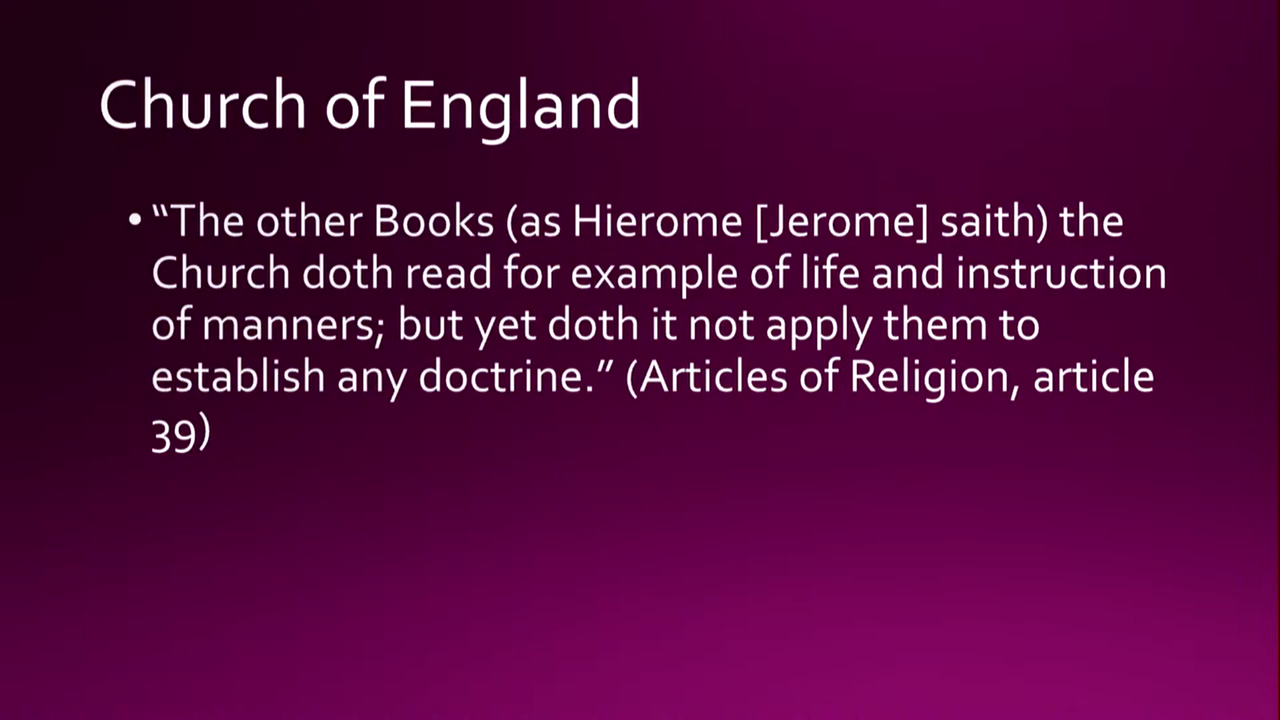 Church of England
• “The other Books (as Hierome [Jerome] saith) the
Church doth read for example of life and instruction
of manners; but yet doth it not apply them to
establish any doctrine.” (Articles of Religion, article
39)